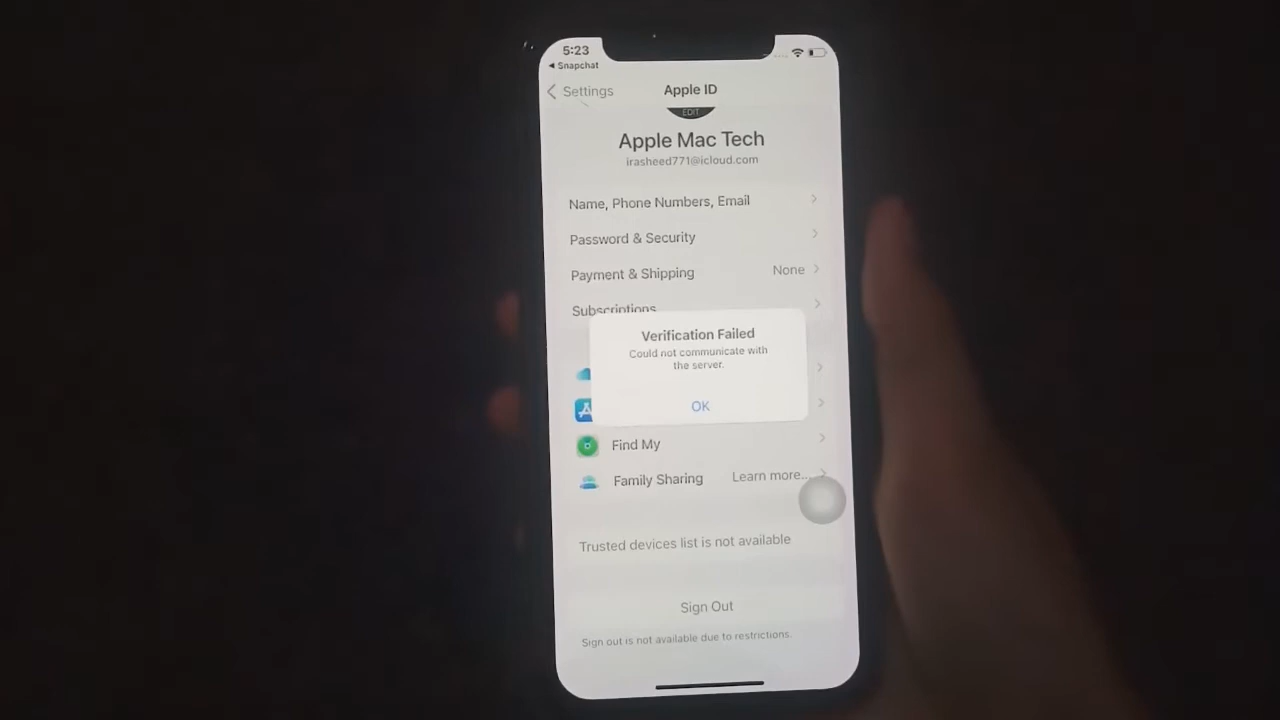 5:23
◀ Snapchat
Settings
Apple ID
EDIT
Apple Mac Tech
irasheed771@icloud.com
Name, Phone Numbers, Email
Password & Security
Payment & Shipping
None
Subscriptions
Verification Failed
Could not communicate with
the server.
OK
Find My
Family Sharing
Learn more...
Trusted devices list is not available
Sign Out
Sign out is not available due to restrictions.